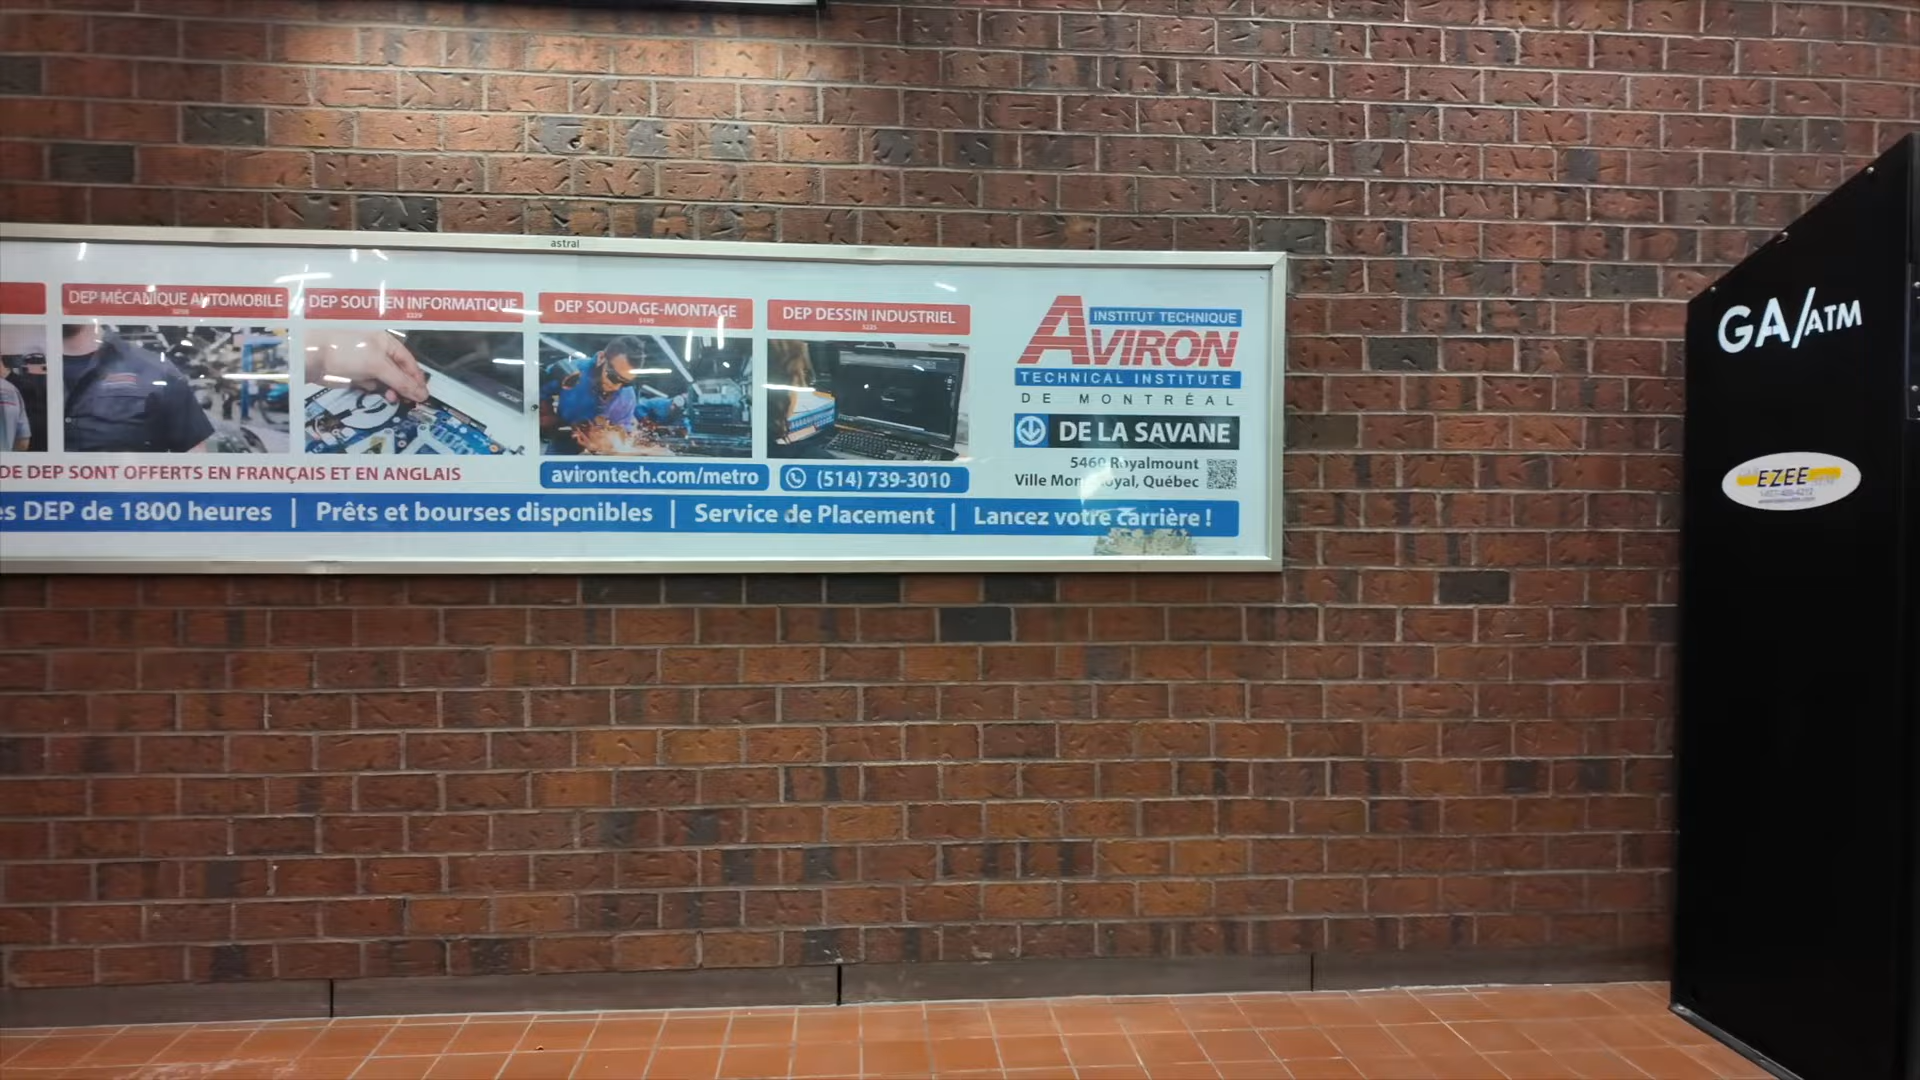 astral
DEP MÉCANIQUE AUTOMOBILE
DEP SOUTIEN INFORMATIQUE
5229
DEP SOUDAGE-MONTAGE
5195
DEP DESSIN INDUSTRIEL
5225
INSTITUT TECHNIQUE
AVIRON
TECHNICAL INSTITUTE
DE MONTRÉAL
DE LA SAVANE
5460 Royalmount
Ville Mont-Royal, Québec
DE DEP SONT OFFERTS EN FRANÇAIS ET EN ANGLAIS
avirontech.com/metro
(514) 739-3010
DEP de 1800 heures | Prêts et bourses disponibles | Service de Placement | Lancez votre carrière !
GA/ATM
EZEE